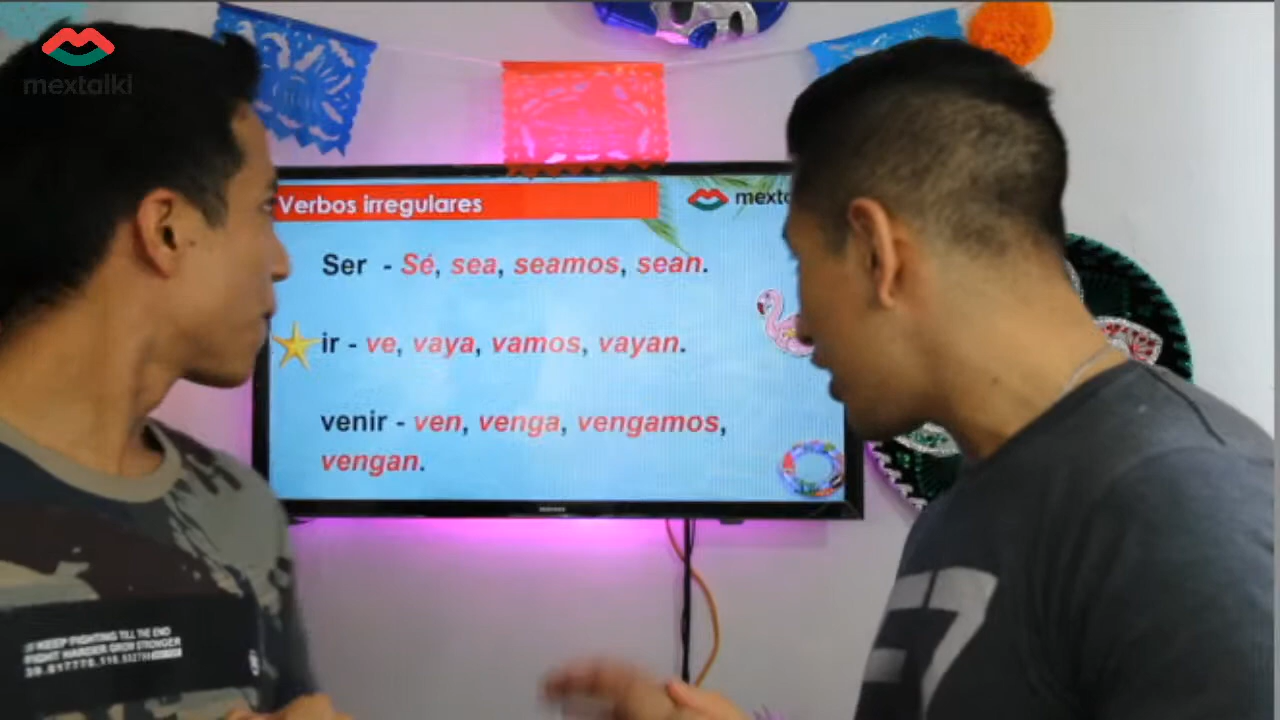 mextalki
Verbos irregulares
mexta
Ser - Sé, sea, seamos, sean.
ir - ve, vaya, vamos, vayan.
venir - ven, venga, vengamos,
vengan.
KEEP FIGHTING TILL THE END
FIGHT HARDER GROW STRONGER